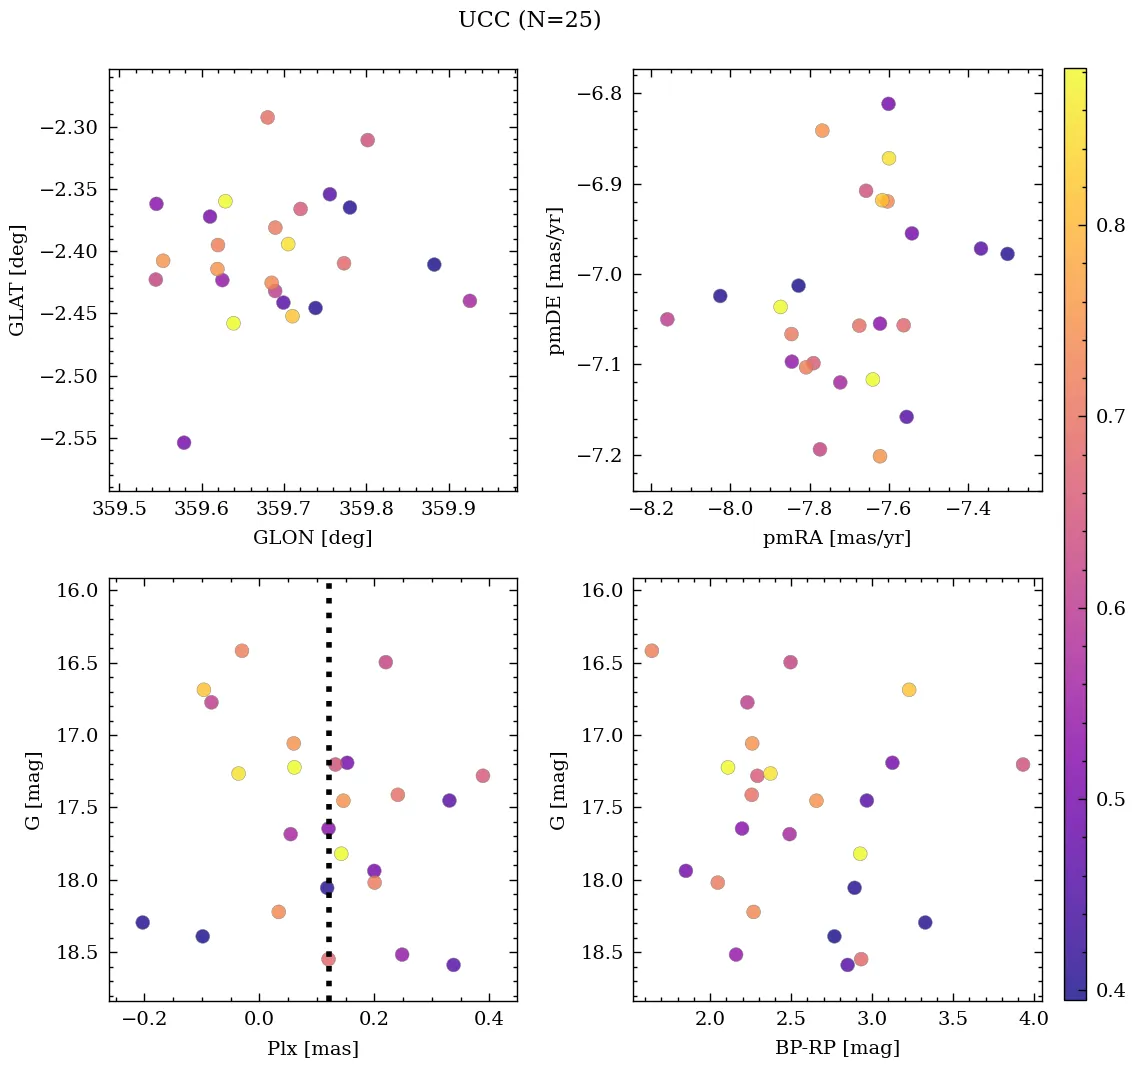 UCC (N=25)
−2.30
−2.35
−2.40
−2.45
−2.50
−2.55
GLAT [deg]
359.5 359.6 359.7 359.8 359.9
GLON [deg]
−6.8
−6.9
−7.0
−7.1
−7.2
pmDE [mas/yr]
−8.2 −8.0 −7.8 −7.6 −7.4
pmRA [mas/yr]
16.0
16.5
17.0
17.5
18.0
18.5
G [mag]
−0.2 0.0 0.2 0.4
Plx [mas]
16.0
16.5
17.0
17.5
18.0
18.5
G [mag]
2.0 2.5 3.0 3.5 4.0
BP-RP [mag]
0.8
0.7
0.6
0.5
0.4